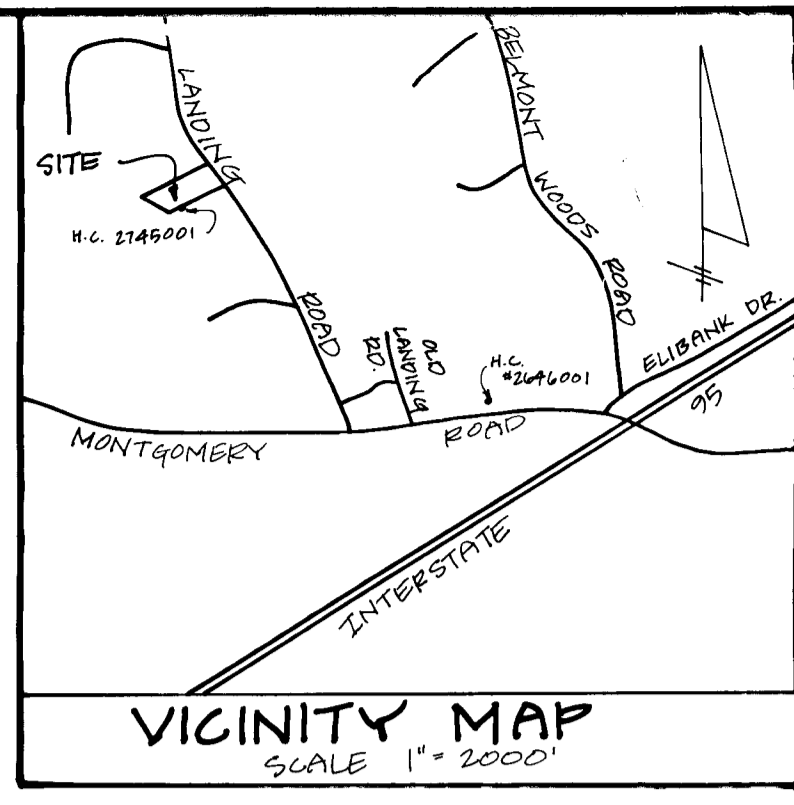 LANDING
ROAD
SITE
H.C. 2745001
BELMONT
WOODS
ROAD
OLD
LANDING
RD.
H.C.
#2646001
ELIBANK DR.
95
MONTGOMERY
ROAD
INTERSTATE
VICINITY MAP
SCALE 1" = 2000'